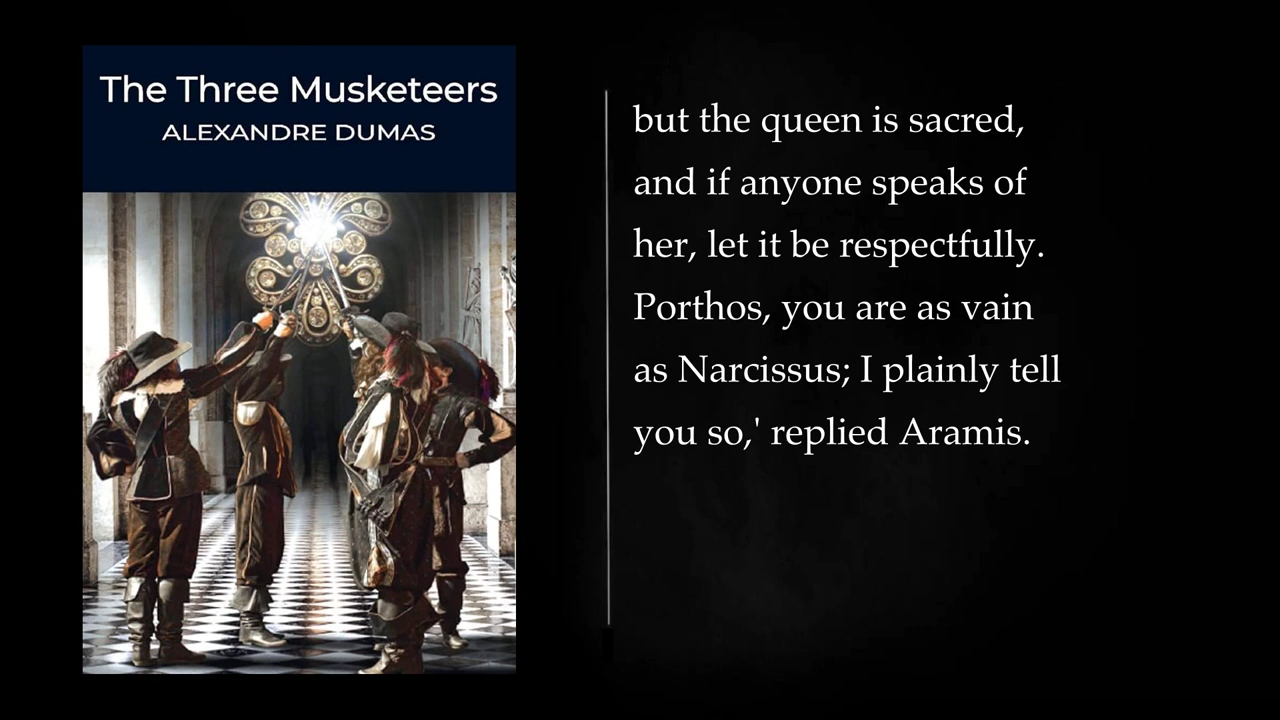 The Three Musketeers
ALEXANDRE DUMAS
but the queen is sacred,
and if anyone speaks of
her, let it be respectfully.
Porthos, you are as vain
as Narcissus; I plainly tell
you so,' replied Aramis.